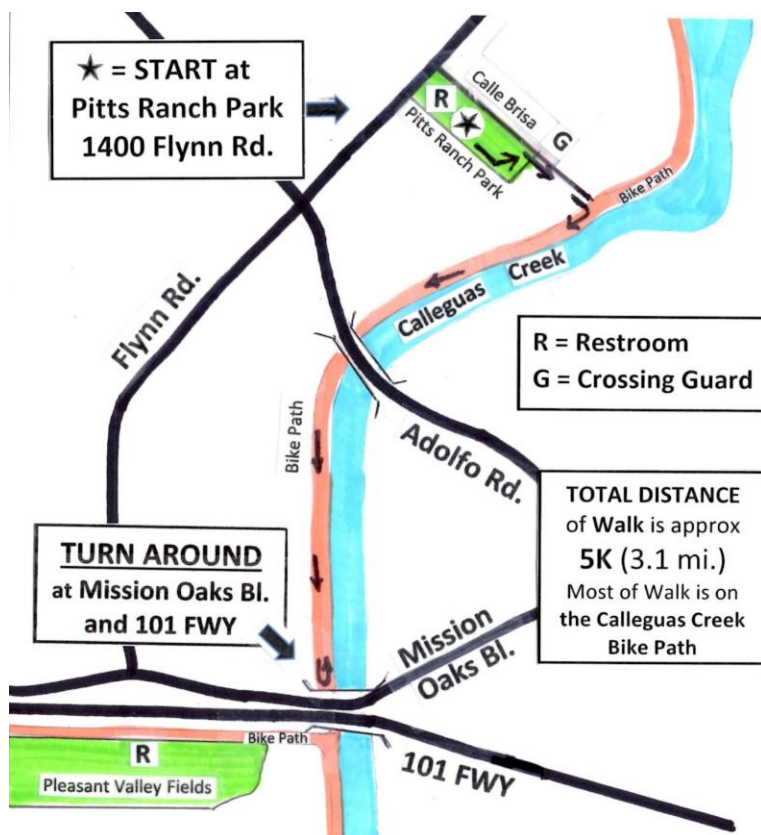 ★ = START at
Pitts Ranch Park
1400 Flynn Rd.
R
Calle Brisa
G
Pitts Ranch Park
Bike Path
Flynn Rd.
Calleguas Creek
R = Restroom
G = Crossing Guard
Bike Path
Adolfo Rd.
TOTAL DISTANCE
of Walk is approx
5K (3.1 mi.)
Most of Walk is on
the Calleguas Creek
Bike Path
TURN AROUND
at Mission Oaks Bl.
and 101 FWY
Mission
Oaks Bl.
R
Bike Path
Pleasant Valley Fields
101 FWY